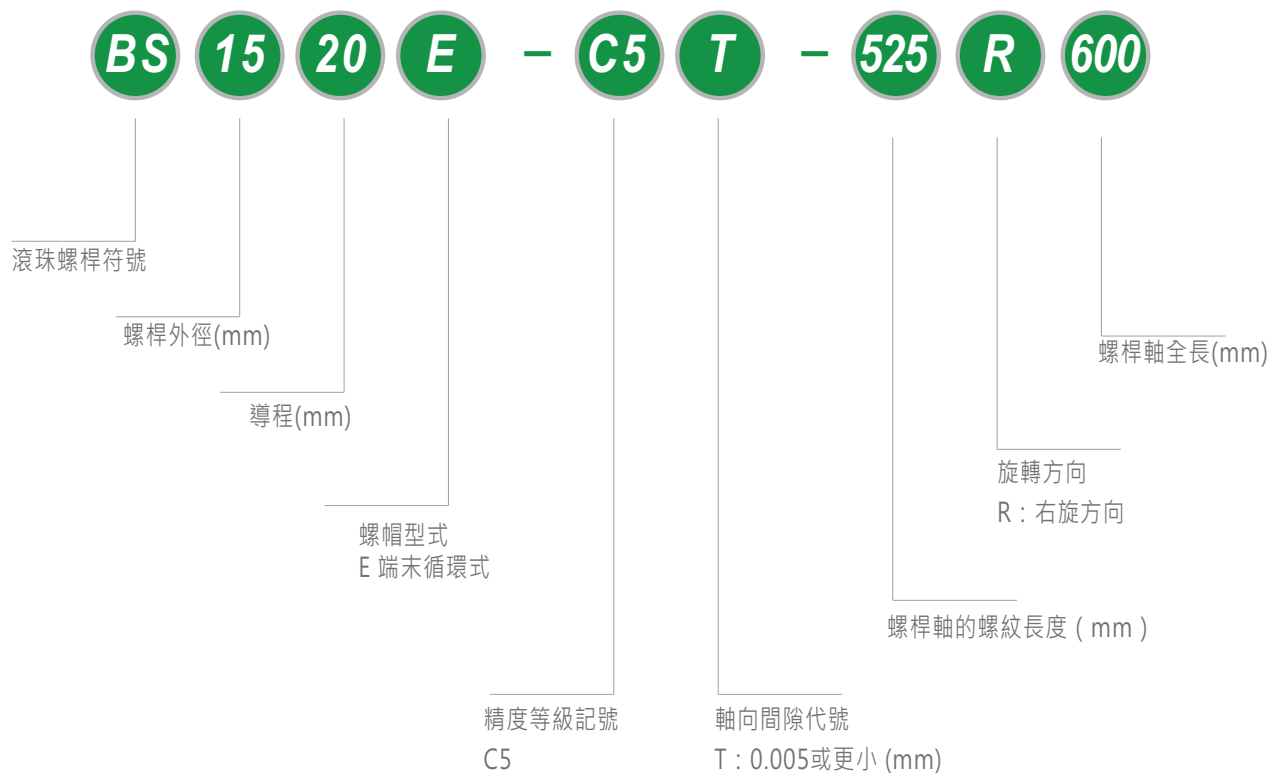 BS 15 20 E – C5 T – 525 R 600
滾珠螺桿符號
螺桿外徑(mm)
導程(mm)
螺帽型式
E 端末循環式
精度等級記號
C5
軸向間隙代號
T：0.005或更小 (mm)
螺桿軸的螺紋長度 ( mm )
旋轉方向
R：右旋方向
螺桿軸全長(mm)